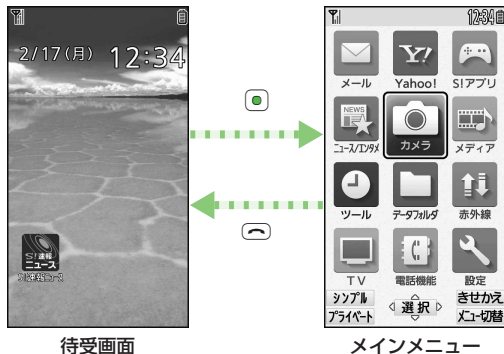 2/17(月) 12:34
S!速報
ニュース
S!速報ニュース
待受画面
12:34
メール
Yahoo!
S!アプリ
NEWS
ニュース/エンタメ
カメラ
メディア
ツール
データフォルダ
赤外線
TV
電話機能
設定
シンプル
選択
きせかえ
プライベート
メニュー切替
メインメニュー